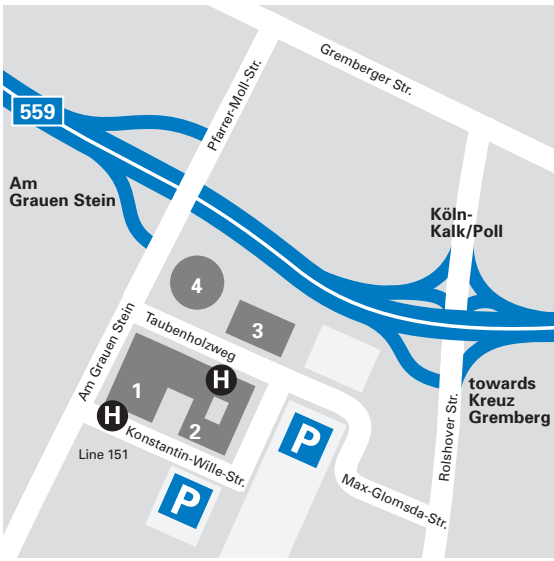 Gremberger Str.
Pfarrer-Moll-Str.
559
Am
Grauen Stein
Köln-
Kalk/Poll
4
3
Taubenholzweg
Am Grauen Stein
H
1
2
H
Konstantin-Wille-Str.
Line 151
P
P
Max-Glomsda-Str.
Rolshover Str.
towards
Kreuz
Gremberg